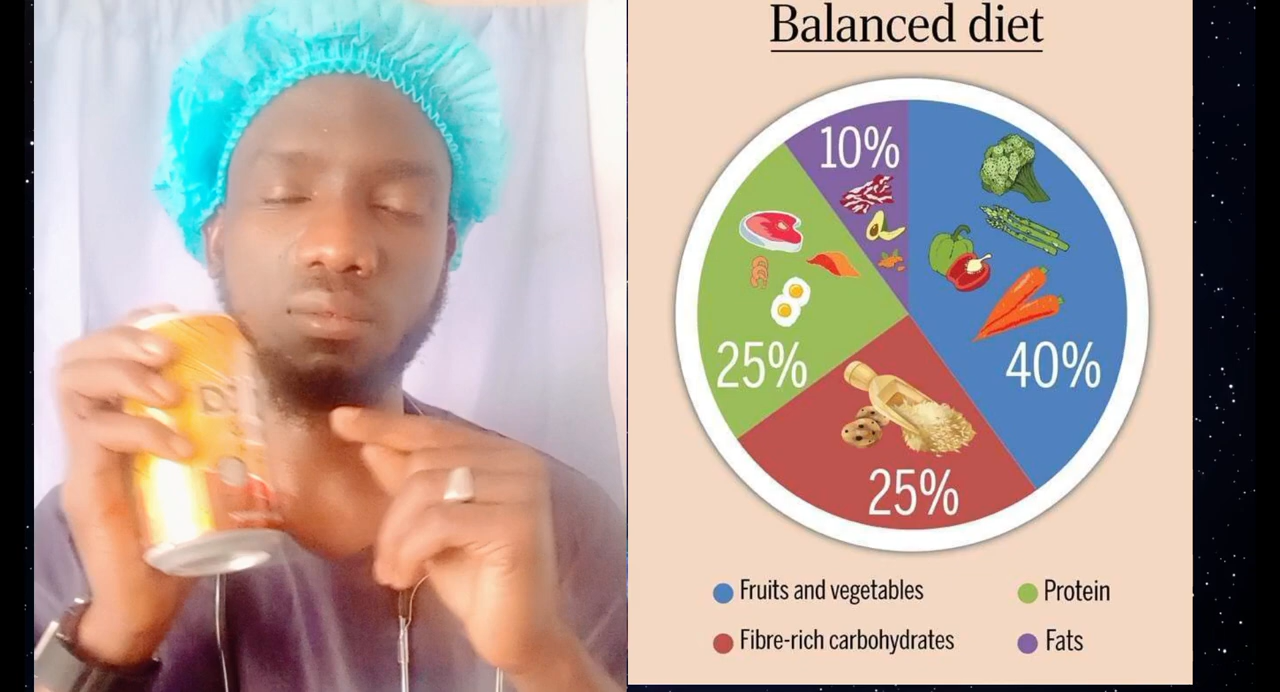 Balanced diet
10%
25%
40%
25%
Fruits and vegetables
Protein
Fibre-rich carbohydrates
Fats